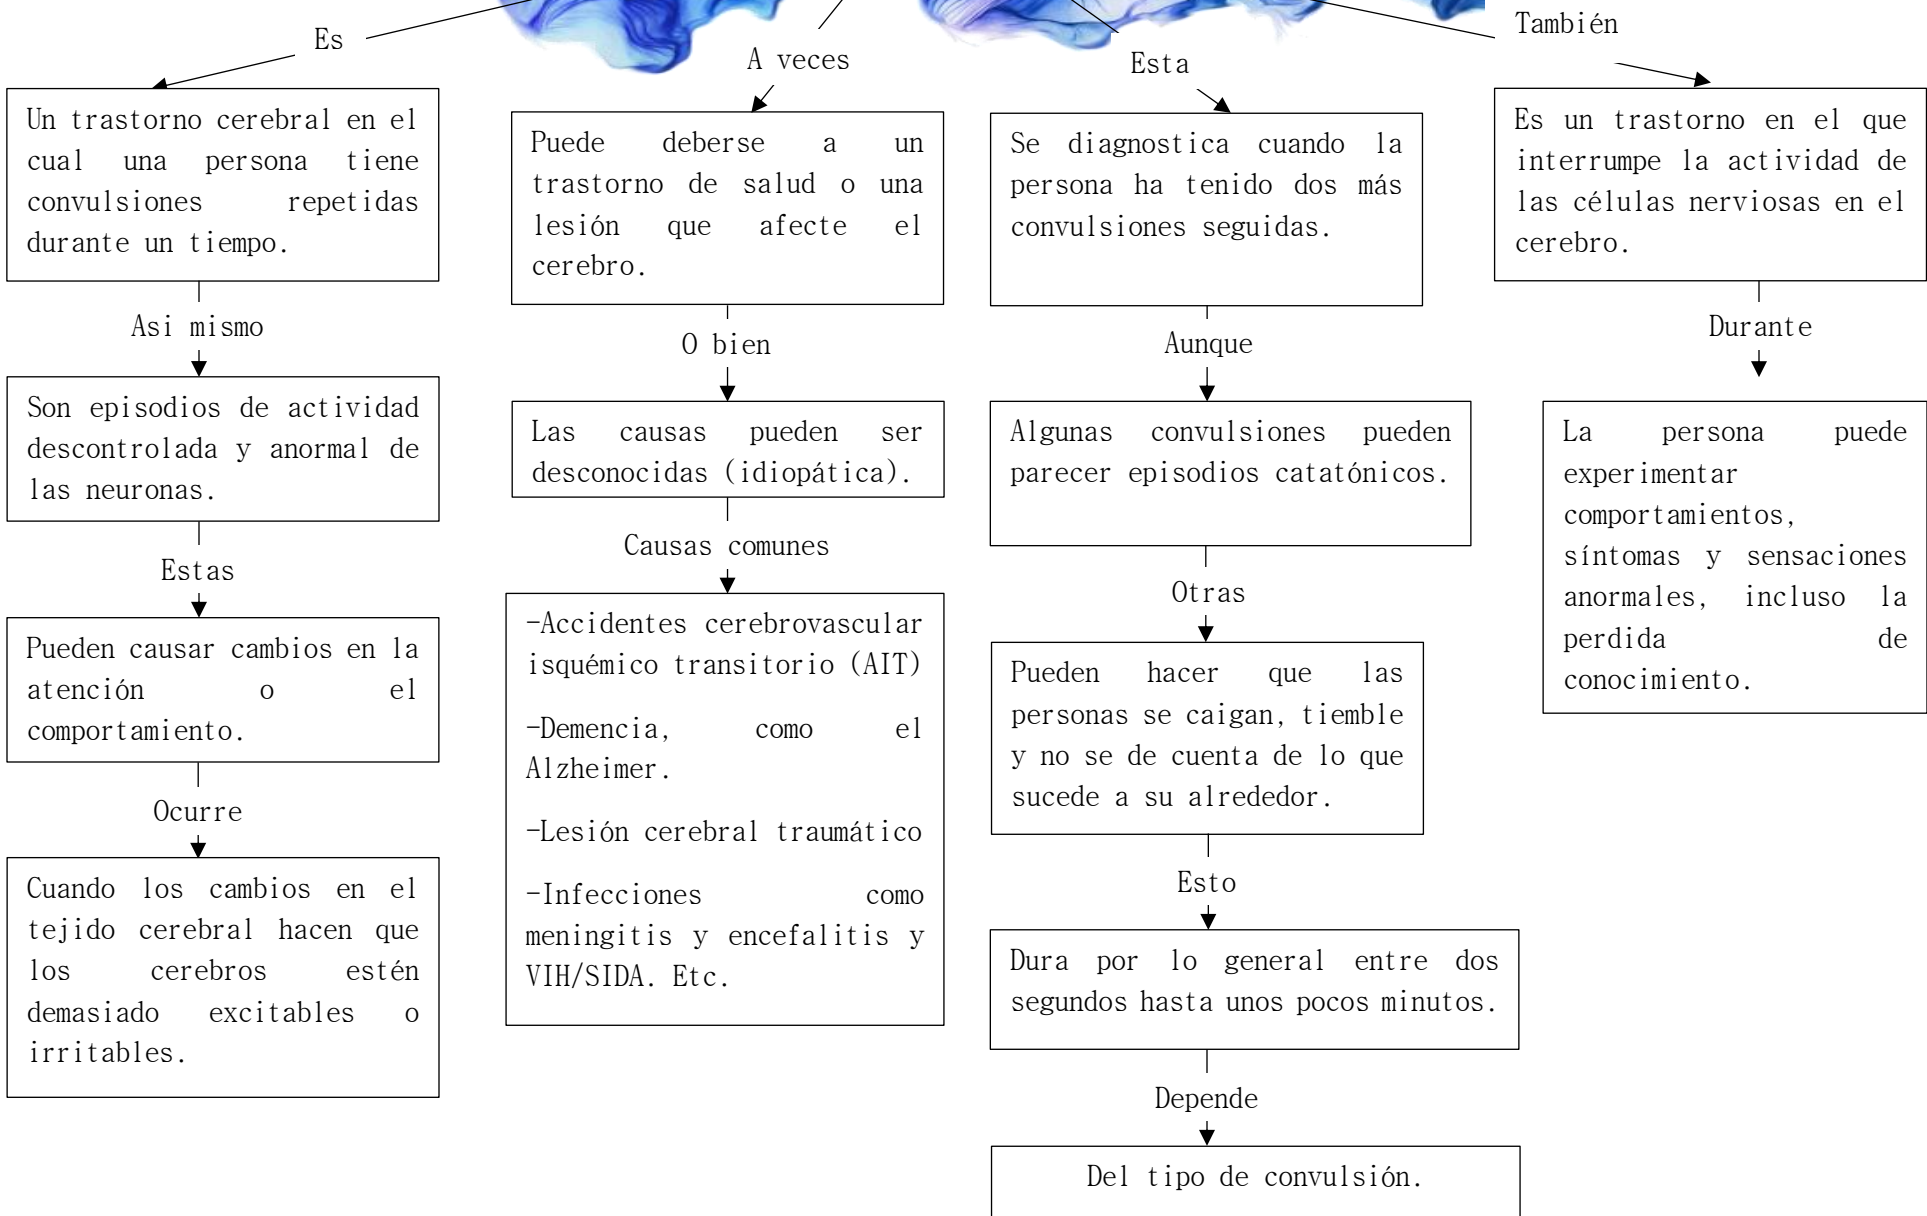 Es
Un trastorno cerebral en el
cual una persona tiene
convulsiones repetidas
durante un tiempo.
Asi mismo
Son episodios de actividad
descontrolada y anormal de
las neuronas.
Estas
Pueden causar cambios en la
atención o el
comportamiento.
Ocurre
Cuando los cambios en el
tejido cerebral hacen que
los cerebros estén
demasiado excitables o
irritables.
A veces
Puede deberse a un
trastorno de salud o una
lesión que afecte el
cerebro.
O bien
Las causas pueden ser
desconocidas (idiopática).
Causas comunes
-Accidentes cerebrovascular
isquémico transitorio (AIT)
-Demencia, como el
Alzheimer.
-Lesión cerebral traumático
-Infecciones como
meningitis y encefalitis y
VIH/SIDA. Etc.
Esta
Se diagnostica cuando la
persona ha tenido dos más
convulsiones seguidas.
Aunque
Algunas convulsiones pueden
parecer episodios catatónicos.
Otras
Pueden hacer que las
personas se caigan, tiemble
y no se de cuenta de lo que
sucede a su alrededor.
Esto
Dura por lo general entre dos
segundos hasta unos pocos minutos.
Depende
Del tipo de convulsión.
También
Es un trastorno en el que
interrumpe la actividad de
las células nerviosas en el
cerebro.
Durante
La persona puede
experimentar
comportamientos,
síntomas y sensaciones
anormales, incluso la
perdida de
conocimiento.